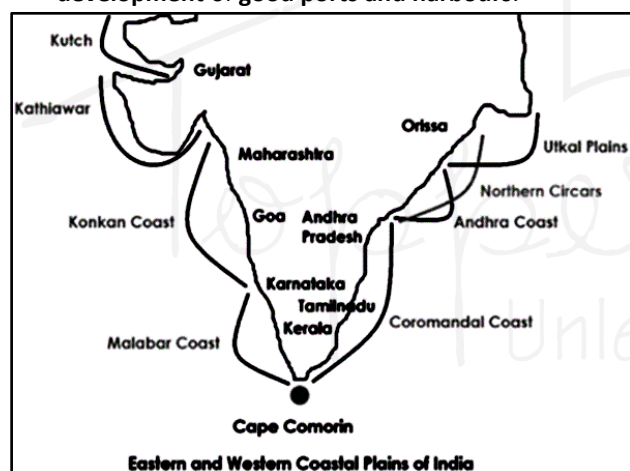 development of good ports and harbours.
Kutch
Gujarat
Kathiawar
Orissa
Utkal Plains
Maharashtra
Northern Circars
Konkan Coast
Goa
Andhra
Pradesh
Andhra Coast
Karnataka
Tamilnadu
Kerala
Coromandal Coast
Malabar Coast
Cape Comorin
Eastern and Western Coastal Plains of India
Toppe
Unle